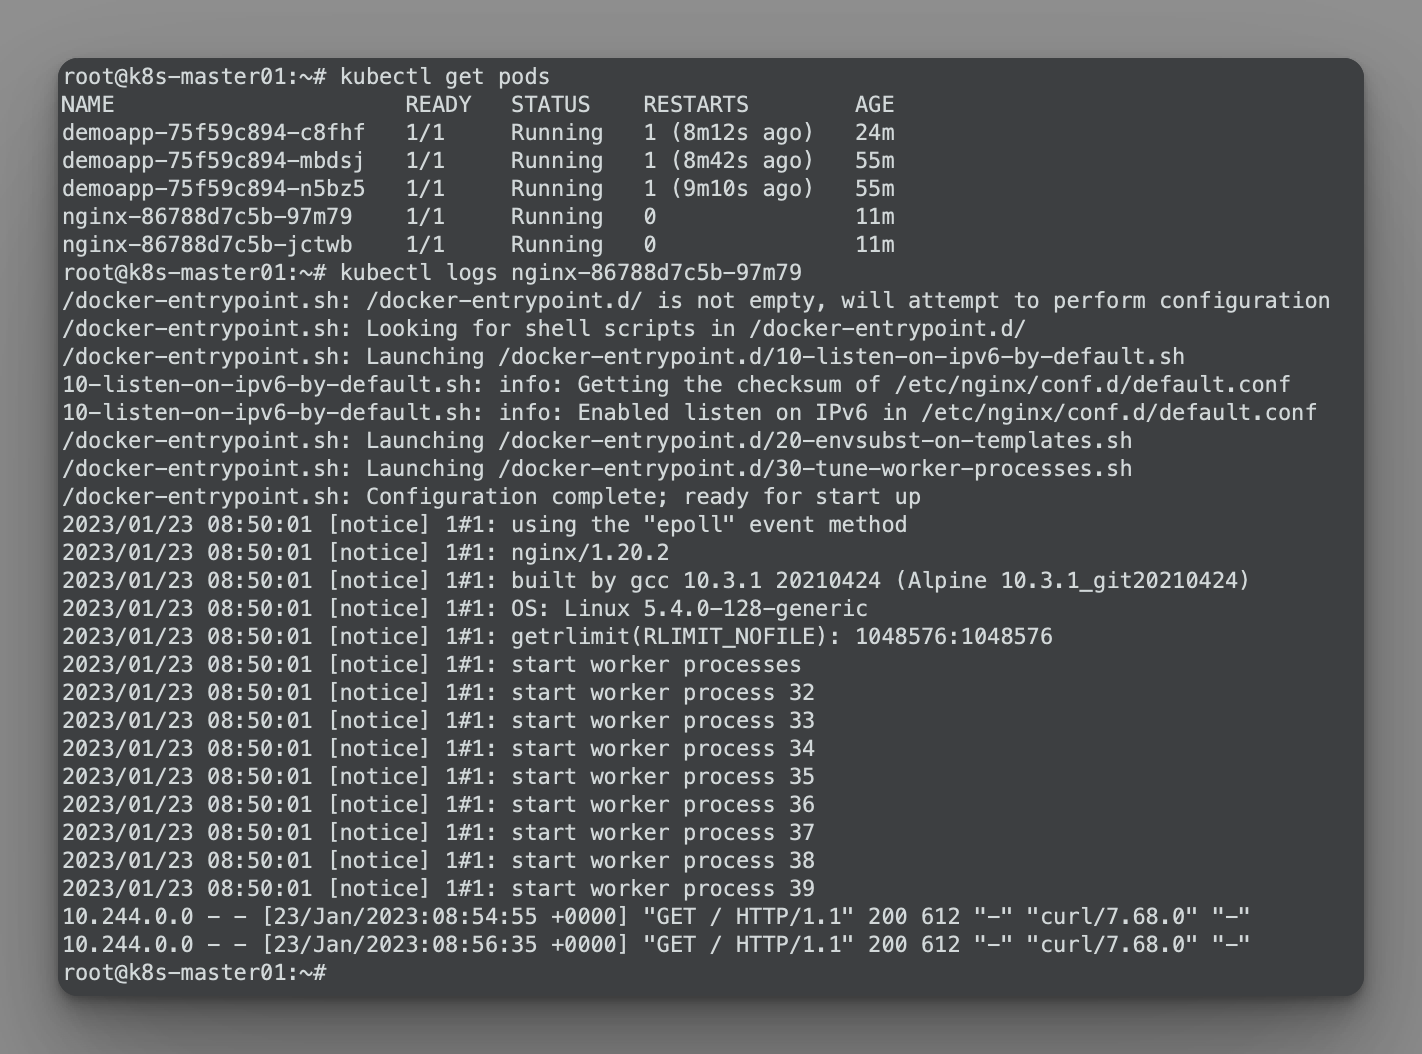 root@k8s-master01:~# kubectl get pods
NAME                      READY   STATUS    RESTARTS        AGE
demoapp-75f59c894-c8fhf   1/1     Running   1 (8m12s ago)   24m
demoapp-75f59c894-mbdsj   1/1     Running   1 (8m42s ago)   55m
demoapp-75f59c894-n5bz5   1/1     Running   1 (9m10s ago)   55m
nginx-86788d7c5b-97m79    1/1     Running   0               11m
nginx-86788d7c5b-jctwb    1/1     Running   0               11m
root@k8s-master01:~# kubectl logs nginx-86788d7c5b-97m79
/docker-entrypoint.sh: /docker-entrypoint.d/ is not empty, will attempt to perform configuration
/docker-entrypoint.sh: Looking for shell scripts in /docker-entrypoint.d/
/docker-entrypoint.sh: Launching /docker-entrypoint.d/10-listen-on-ipv6-by-default.sh
10-listen-on-ipv6-by-default.sh: info: Getting the checksum of /etc/nginx/conf.d/default.conf
10-listen-on-ipv6-by-default.sh: info: Enabled listen on IPv6 in /etc/nginx/conf.d/default.conf
/docker-entrypoint.sh: Launching /docker-entrypoint.d/20-envsubst-on-templates.sh
/docker-entrypoint.sh: Launching /docker-entrypoint.d/30-tune-worker-processes.sh
/docker-entrypoint.sh: Configuration complete; ready for start up
2023/01/23 08:50:01 [notice] 1#1: using the "epoll" event method
2023/01/23 08:50:01 [notice] 1#1: nginx/1.20.2
2023/01/23 08:50:01 [notice] 1#1: built by gcc 10.3.1 20210424 (Alpine 10.3.1_git20210424)
2023/01/23 08:50:01 [notice] 1#1: OS: Linux 5.4.0-128-generic
2023/01/23 08:50:01 [notice] 1#1: getrlimit(RLIMIT_NOFILE): 1048576:1048576
2023/01/23 08:50:01 [notice] 1#1: start worker processes
2023/01/23 08:50:01 [notice] 1#1: start worker process 32
2023/01/23 08:50:01 [notice] 1#1: start worker process 33
2023/01/23 08:50:01 [notice] 1#1: start worker process 34
2023/01/23 08:50:01 [notice] 1#1: start worker process 35
2023/01/23 08:50:01 [notice] 1#1: start worker process 36
2023/01/23 08:50:01 [notice] 1#1: start worker process 37
2023/01/23 08:50:01 [notice] 1#1: start worker process 38
2023/01/23 08:50:01 [notice] 1#1: start worker process 39
10.244.0.0 - - [23/Jan/2023:08:54:55 +0000] "GET / HTTP/1.1" 200 612 "-" "curl/7.68.0" "-"
10.244.0.0 - - [23/Jan/2023:08:56:35 +0000] "GET / HTTP/1.1" 200 612 "-" "curl/7.68.0" "-"
root@k8s-master01:~#